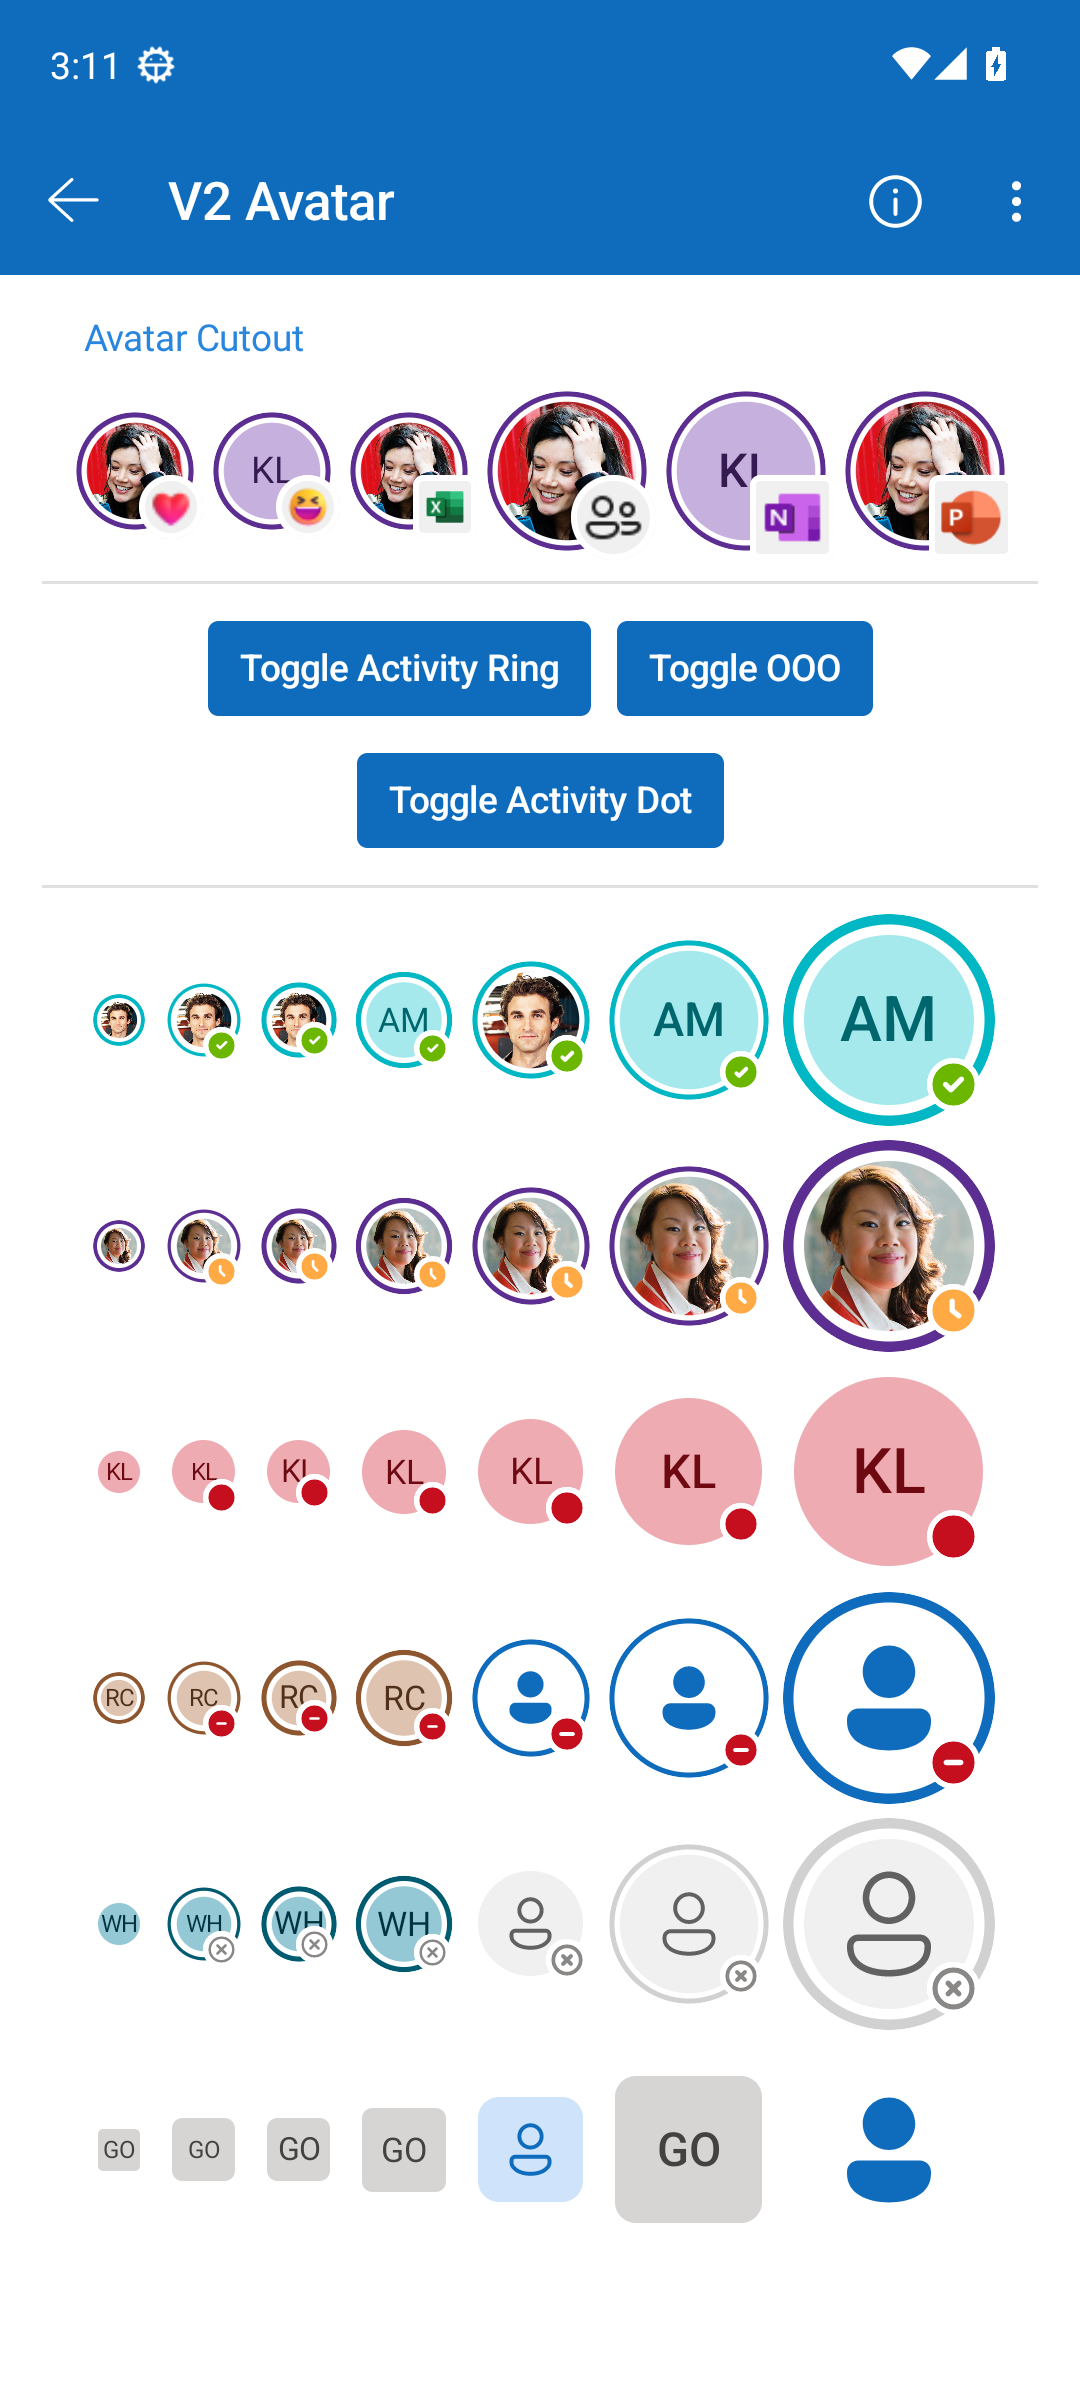 3:11
V2 Avatar
Avatar Cutout
KL
X
KL
N
P
Toggle Activity Ring Toggle OOO
Toggle Activity Dot
AM AM AM
KL KL KL KL KL KL KL
RC RC RC RC
WH WH WH WH
GO GO GO GO GO